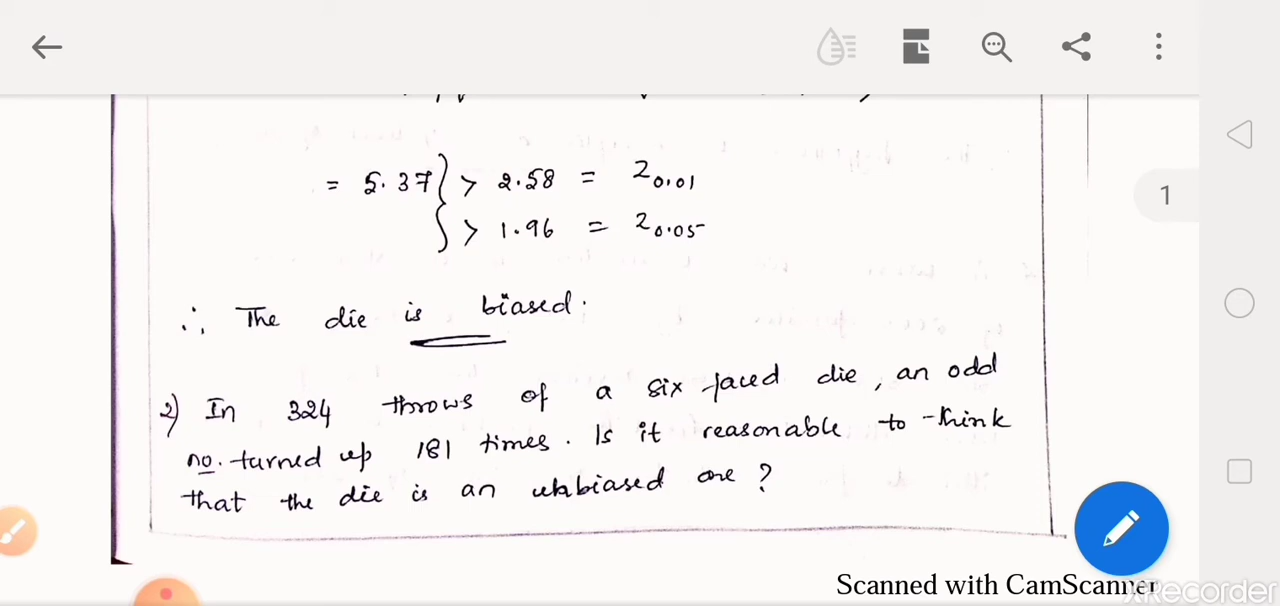 1
= 5.37 } > 2.58 = Z0.01
> 1.96 = Z0.05
∴ The die is biased.
2) In 324 throws of a six faced die, an odd
no. turned up 181 times. Is it reasonable to think
that the die is an unbiased one?
Scanned with CamScanner
XRecorder